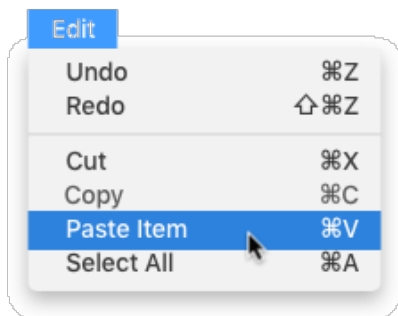 Edit
Undo ⌘Z
Redo ⇧⌘Z
Cut ⌘X
Copy ⌘C
Paste Item ⌘V
Select All ⌘A